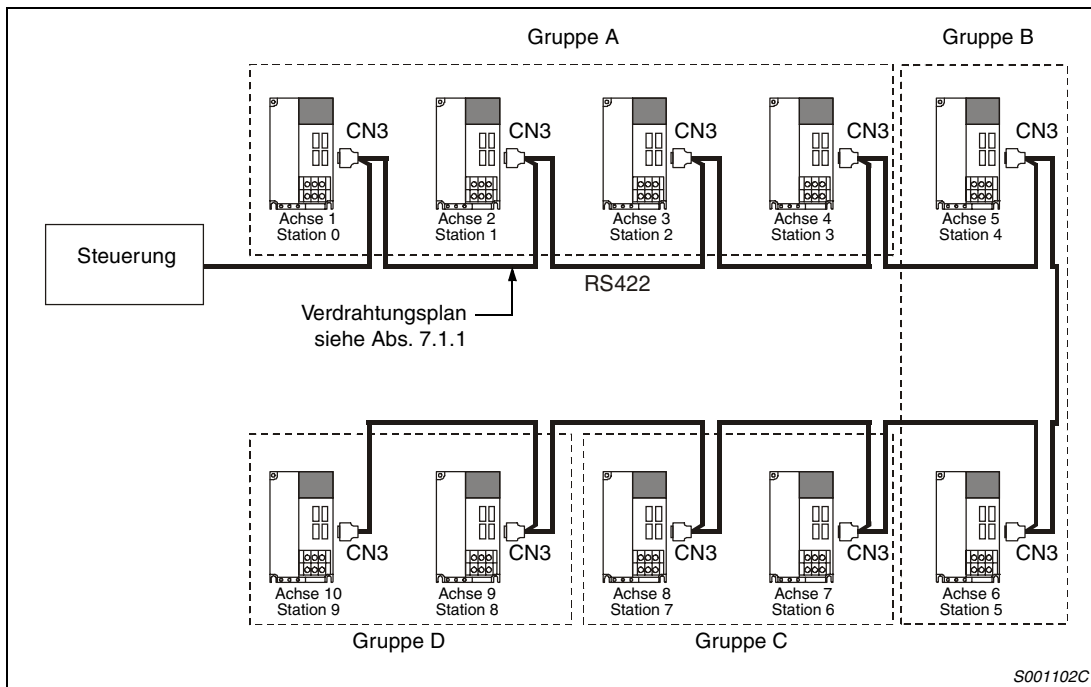 Gruppe A
Gruppe B
CN3
CN3
CN3
CN3
CN3
Achse 1
Station 0
Achse 2
Station 1
Achse 3
Station 2
Achse 4
Station 3
Achse 5
Station 4
Steuerung
RS422
Verdrahtungsplan
siehe Abs. 7.1.1
CN3
CN3
CN3
CN3
CN3
Achse 10
Station 9
Achse 9
Station 8
Achse 8
Station 7
Achse 7
Station 6
Achse 6
Station 5
Gruppe D
Gruppe C
S001102C